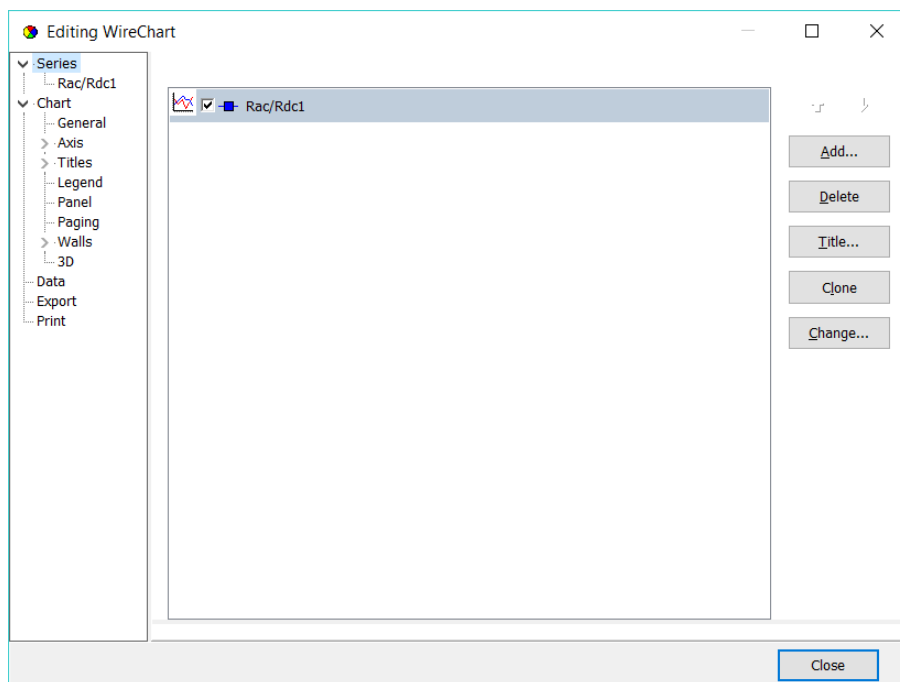 Editing WireChart
Series
Rac/Rdc1
Chart
General
Axis
Titles
Legend
Panel
Paging
Walls
3D
Data
Export
Print
Rac/Rdc1
Add...
Delete
Title...
Clone
Change...
Close